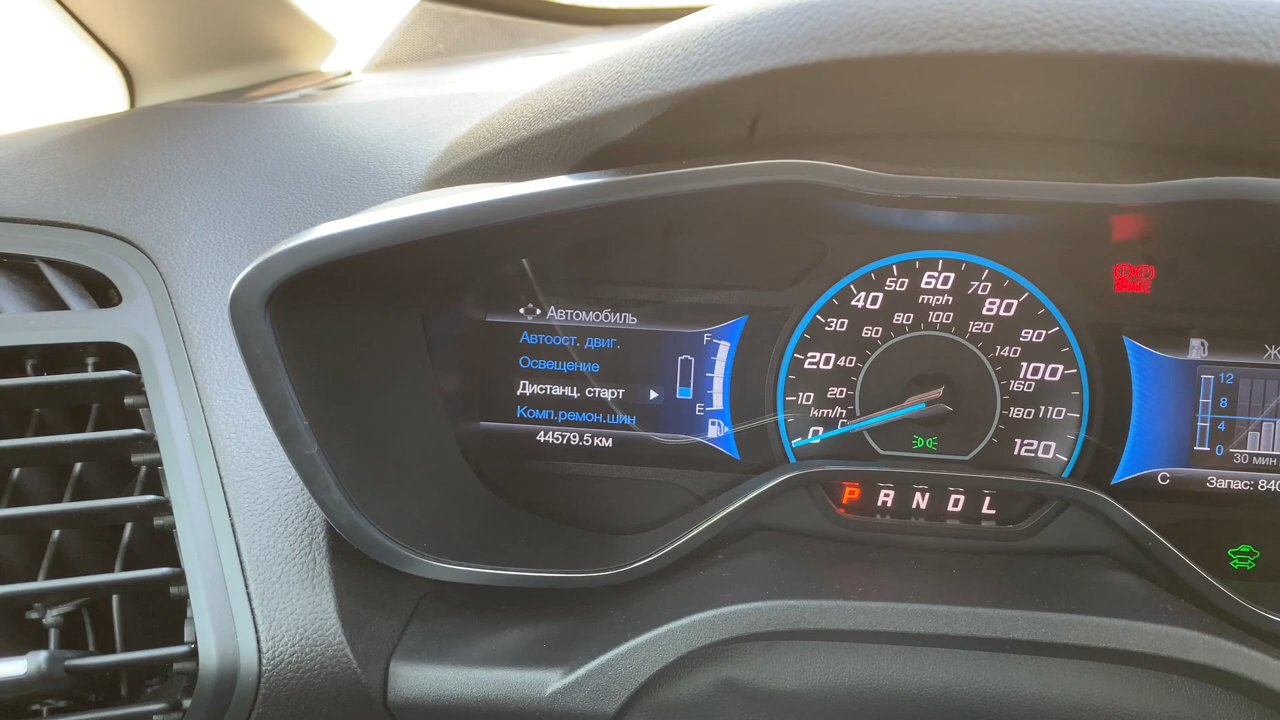 Автомобиль
Автоост. двиг.
Освещение
Дистанц. старт
Комп.ремон.шин
44579.5 км
F
E
0 10 20 30 40 50 60 70 80 90 100 110 120
mph
20 40 60 80 100 120 140 160 180
km/h
P R N D L
BRAKE
Ж
12
8
4
0
30 мин
C
Запас: 840